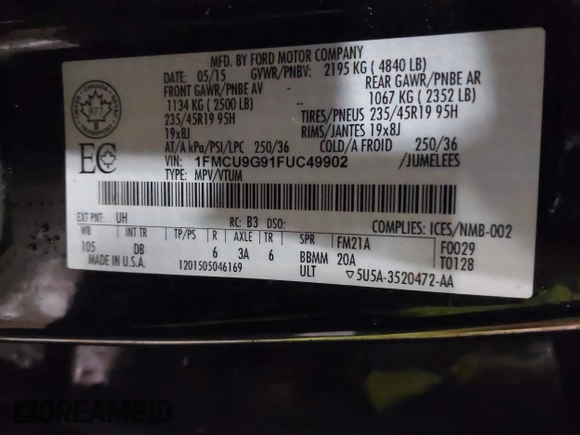 MFD. BY FORD MOTOR COMPANY
DATE: 05/15 GVWR/PNBV: 2195 KG ( 4840 LB)
FRONT GAWR/PNBE AV REAR GAWR/PNBE AR
1134 KG ( 2500 LB) 1067 KG ( 2352 LB)
235/45R19 95H TIRES/PNEUS 235/45R19 95H
19x8J RIMS/JANTES 19x8J
AT/A kPa/PSI/LPC 250/36 COLD/A FROID 250/36
VIN: 1FMCU9G91FUC49902 /JUMELEES
TYPE: MPV/VTUM
CANADA
EC
EXT PNT: UH RC: B3 DSO: COMPLIES: ICES/NMB-002
WB INT TR TP/PS R AXLE TR SPR FM21A F0029
105 DB 6 3A 6 BBMM 20A T0128
MADE IN U.S.A. 1201505046169 ULT ▽5U5A-3520472-AA
DREAMBID